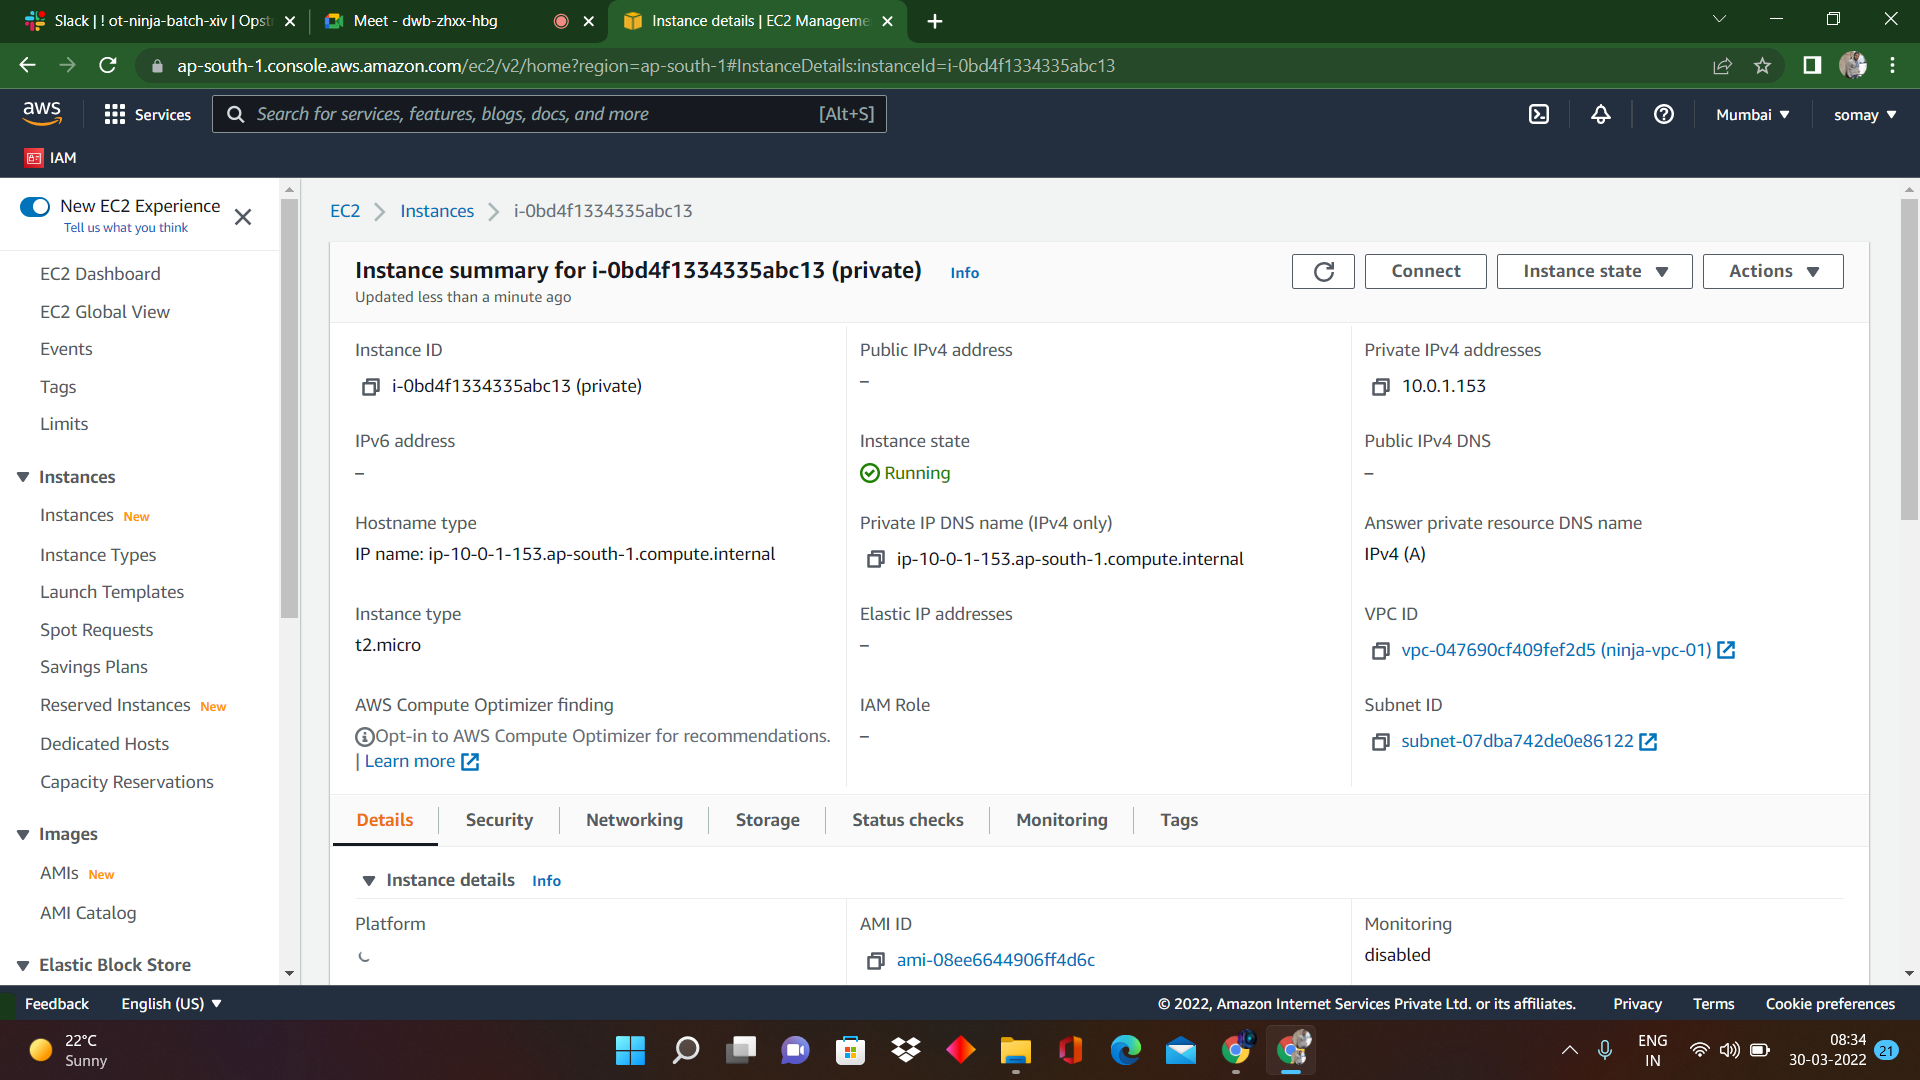 Slack | ! ot-ninja-batch-xiv | Opst
Meet - dwb-zhxx-hbg
Instance details | EC2 Manageme
ap-south-1.console.aws.amazon.com/ec2/v2/home?region=ap-south-1#InstanceDetails:instanceId=i-0bd4f1334335abc13
aws
Services
Search for services, features, blogs, docs, and more
[Alt+S]
Mumbai
somay
IAM
New EC2 Experience
Tell us what you think
EC2 Dashboard
EC2 Global View
Events
Tags
Limits
Instances
Instances New
Instance Types
Launch Templates
Spot Requests
Savings Plans
Reserved Instances New
Dedicated Hosts
Capacity Reservations
Images
AMIs New
AMI Catalog
Elastic Block Store
EC2
Instances
i-0bd4f1334335abc13
Instance summary for i-0bd4f1334335abc13 (private) Info
Updated less than a minute ago
Connect
Instance state
Actions
Instance ID
i-0bd4f1334335abc13 (private)
Public IPv4 address
–
Private IPv4 addresses
10.0.1.153
IPv6 address
–
Instance state
Running
Public IPv4 DNS
–
Hostname type
IP name: ip-10-0-1-153.ap-south-1.compute.internal
Private IP DNS name (IPv4 only)
ip-10-0-1-153.ap-south-1.compute.internal
Answer private resource DNS name
IPv4 (A)
Instance type
t2.micro
Elastic IP addresses
–
VPC ID
vpc-047690cf409fef2d5 (ninja-vpc-01)
AWS Compute Optimizer finding
Opt-in to AWS Compute Optimizer for recommendations.
| Learn more
IAM Role
–
Subnet ID
subnet-07dba742de0e86122
Details
Security
Networking
Storage
Status checks
Monitoring
Tags
Instance details Info
Platform
AMI ID
ami-08ee6644906ff4d6c
Monitoring
disabled
Feedback
English (US)
© 2022, Amazon Internet Services Private Ltd. or its affiliates.
Privacy
Terms
Cookie preferences
22°C
Sunny
ENG
IN
08:34
30-03-2022
21